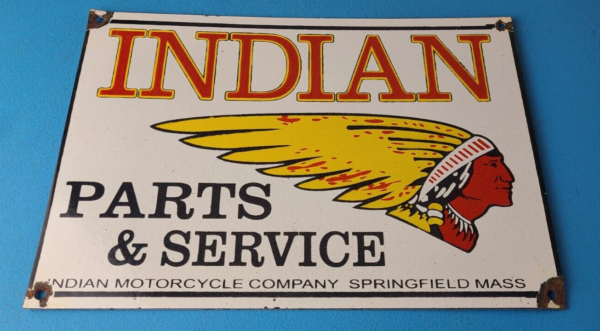 INDIAN
PARTS
& SERVICE
INDIAN MOTORCYCLE COMPANY SPRINGFIELD MASS